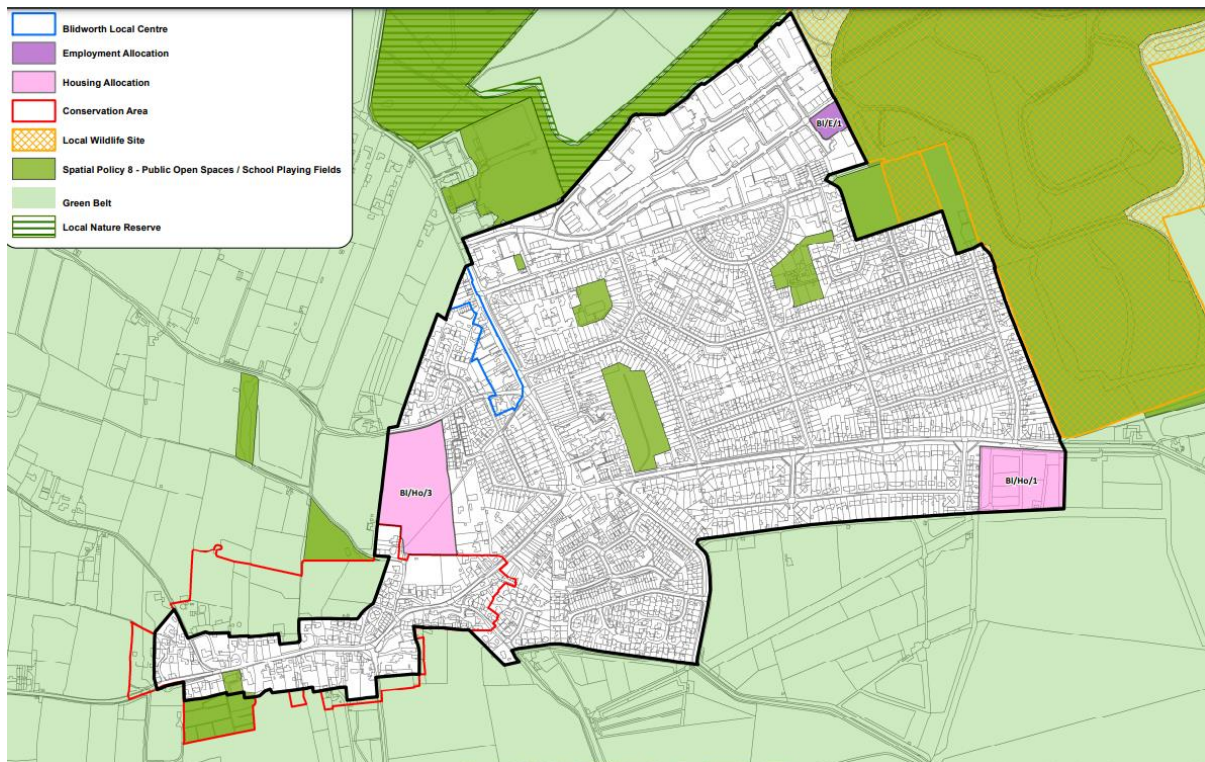 Blidworth Local Centre
Employment Allocation
Housing Allocation
Conservation Area
Local Wildlife Site
Spatial Policy 8 - Public Open Spaces / School Playing Fields
Green Belt
Local Nature Reserve
Bl/E/1
Bl/Ho/3
Bl/Ho/1